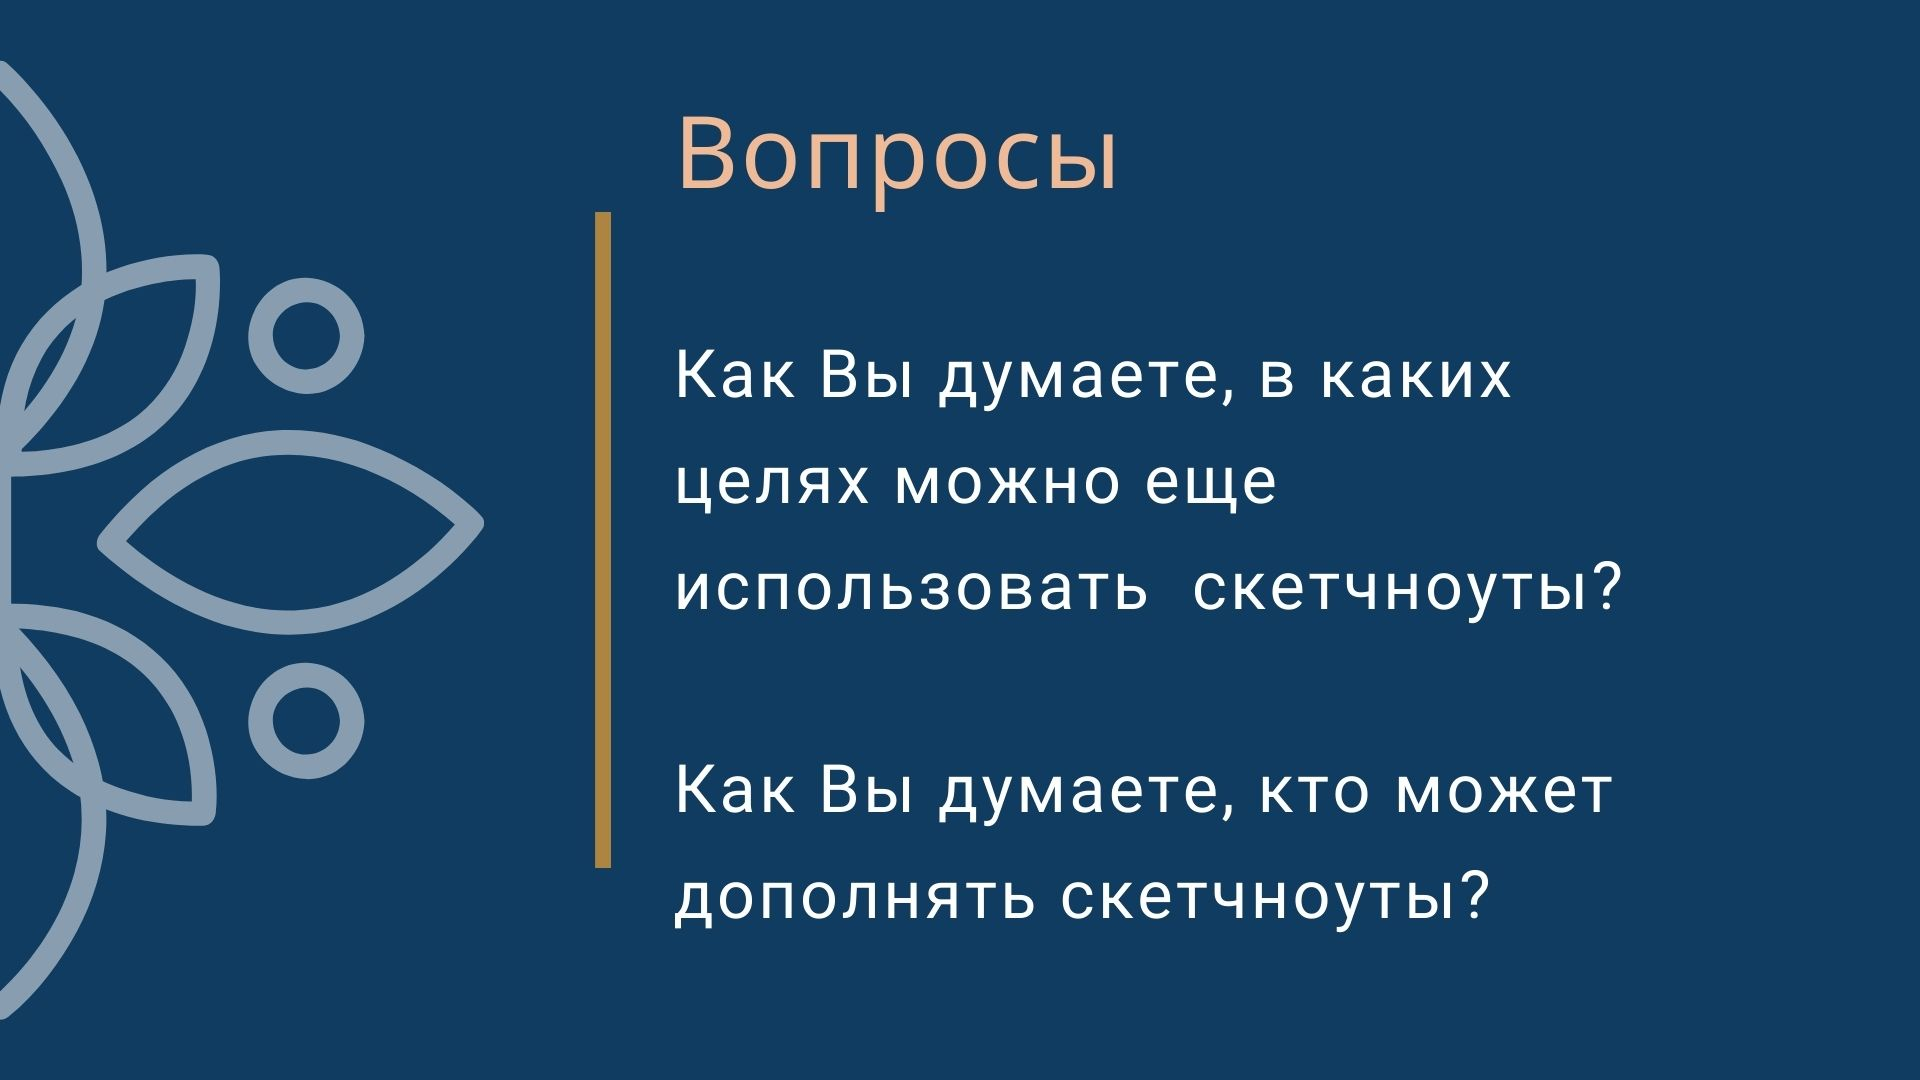 Вопросы
Как Вы думаете, в каких
целях можно еще
использовать  скетчноуты?
Как Вы думаете, кто может
дополнять скетчноуты?